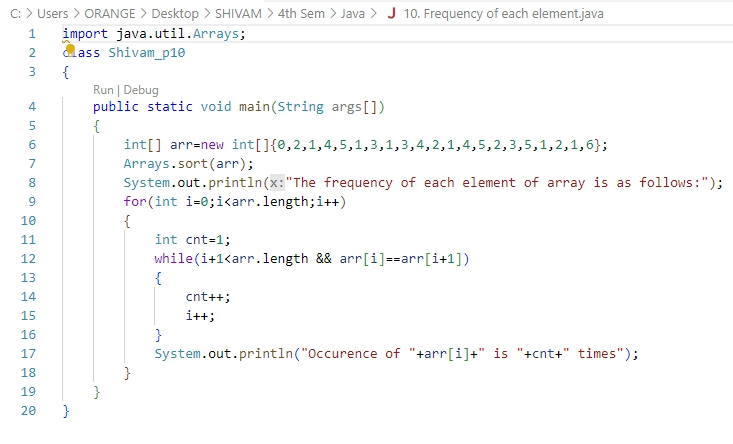 C: > Users > ORANGE > Desktop > SHIVAM > 4th Sem > Java > J 10. Frequency of each element.java
1 import java.util.Arrays;
2 class Shivam_p10
3 {
Run | Debug
4 public static void main(String args[])
5 {
6 int[] arr=new int[]{0,2,1,4,5,1,3,1,3,4,2,1,4,5,2,3,5,1,2,1,6};
7 Arrays.sort(arr);
8 System.out.println(x:"The frequency of each element of array is as follows:");
9 for(int i=0;i<arr.length;i++)
10 {
11 int cnt=1;
12 while(i+1<arr.length && arr[i]==arr[i+1])
13 {
14 cnt++;
15 i++;
16 }
17 System.out.println("Occurence of "+arr[i]+" is "+cnt+" times");
18 }
19 }
20 }